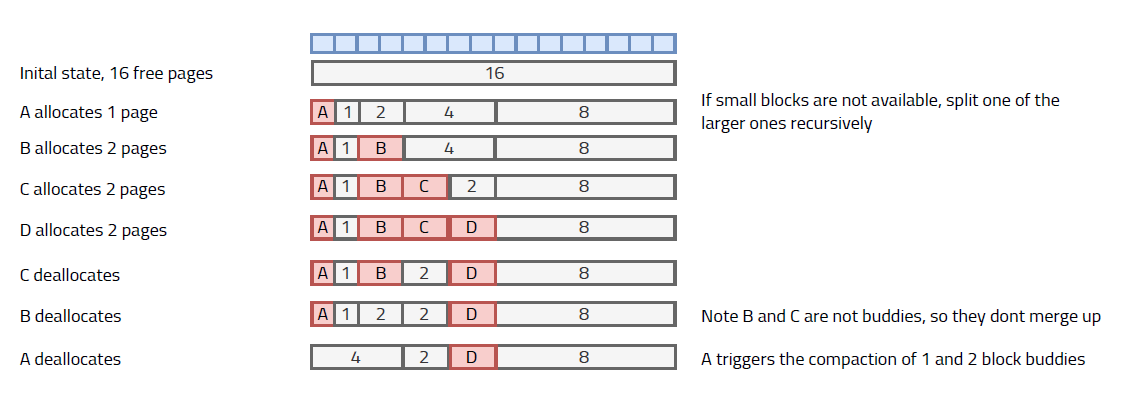 Inital state, 16 free pages
16
A allocates 1 page
A 1 2 4 8
If small blocks are not available, split one of the
larger ones recursively
B allocates 2 pages
A 1 B 4 8
C allocates 2 pages
A 1 B C 2 8
D allocates 2 pages
A 1 B C D 8
C deallocates
A 1 B 2 D 8
B deallocates
A 1 2 2 D 8
Note B and C are not buddies, so they dont merge up
A deallocates
4 2 D 8
A triggers the compaction of 1 and 2 block buddies